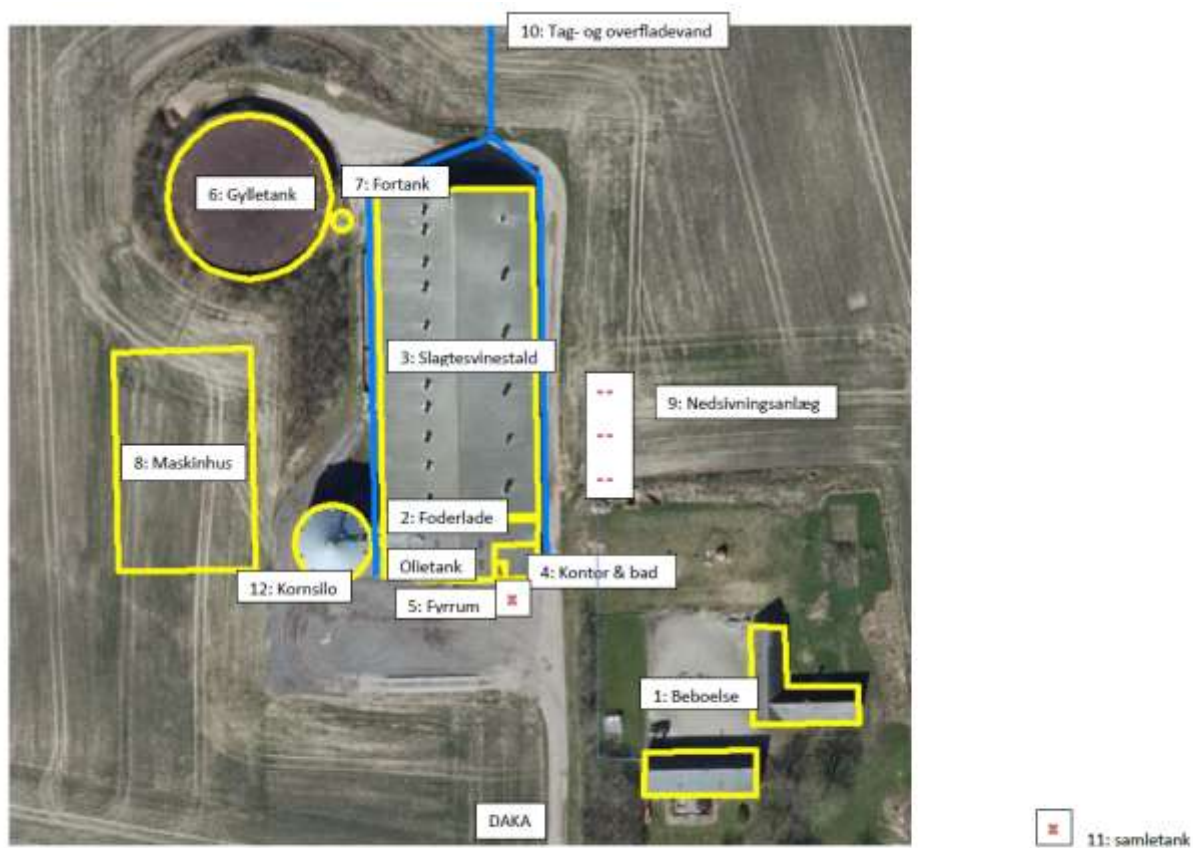 10: Tag- og overfladevand
7: Fortank
6: Gylletank
3: Slagtesvinestald
9: Nedsivningsanlæg
8: Maskinhus
2: Foderlade
Olietank
4: Kontor & bad
12: Kornsilo
5: Fyrrum
1: Beboelse
DAKA
11: samletank